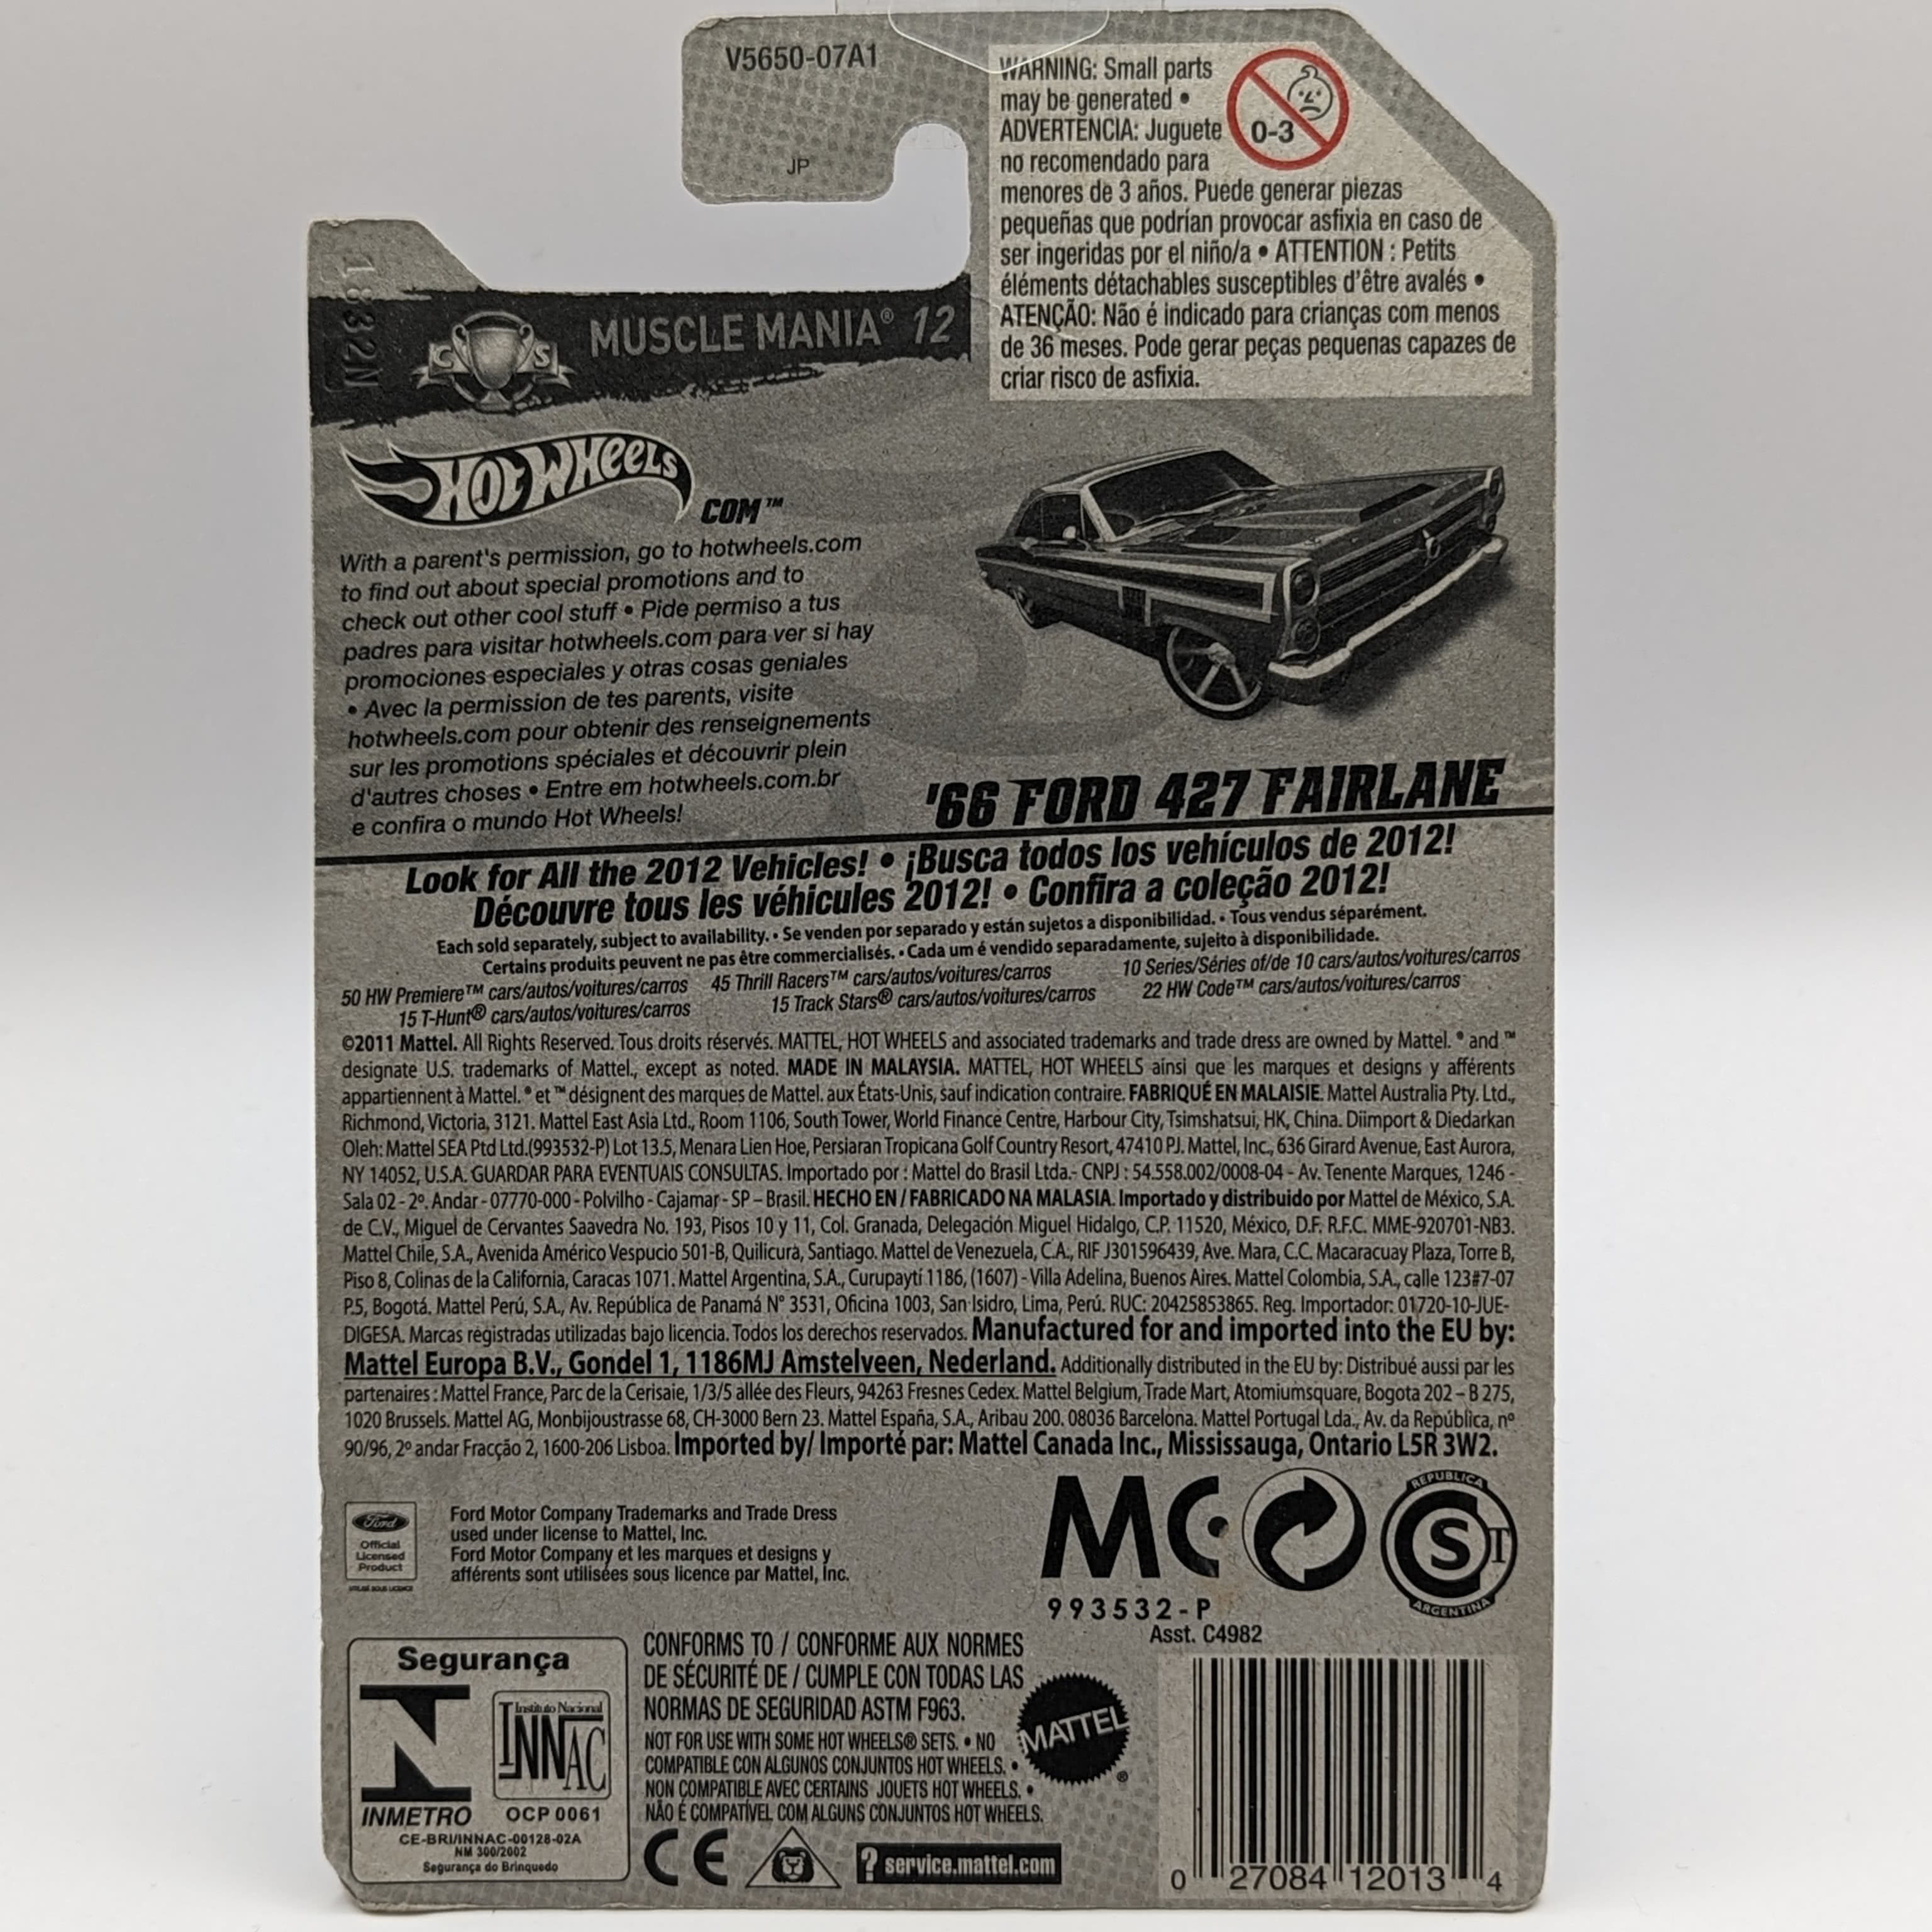 V5650-07A1
JP
WARNING: Small parts
may be generated •
ADVERTENCIA: Juguete
no recomendado para
menores de 3 años. Puede generar piezas
pequeñas que podrían provocar asfixia en caso de
ser ingeridas por el niño/a • ATTENTION : Petits
éléments détachables susceptibles d'être avalés •
ATENÇÃO: Não é indicado para crianças com menos
de 36 meses. Pode gerar peças pequenas capazes de
criar risco de asfixia.
0-3
1832N
C S
MUSCLE MANIA® 12
HOT WHEELS
COM™
With a parent's permission, go to hotwheels.com
to find out about special promotions and to
check out other cool stuff • Pide permiso a tus
padres para visitar hotwheels.com para ver si hay
promociones especiales y otras cosas geniales
• Avec la permission de tes parents, visite
hotwheels.com pour obtenir des renseignements
sur les promotions spéciales et découvrir plein
d'autres choses • Entre em hotwheels.com.br
e confira o mundo Hot Wheels!
'66 FORD 427 FAIRLANE
Look for All the 2012 Vehicles! • ¡Busca todos los vehículos de 2012!
Découvre tous les véhicules 2012! • Confira a coleção 2012!
Each sold separately, subject to availability. • Se venden por separado y están sujetos a disponibilidad. • Tous vendus séparément.
Certains produits peuvent ne pas être commercialisés. • Cada um é vendido separadamente, sujeito à disponibilidade.
50 HW Premiere™ cars/autos/voitures/carros 45 Thrill Racers™ cars/autos/voitures/carros 10 Series/Séries of/de 10 cars/autos/voitures/carros
15 T-Hunt® cars/autos/voitures/carros 15 Track Stars® cars/autos/voitures/carros 22 HW Code™ cars/autos/voitures/carros
©2011 Mattel. All Rights Reserved. Tous droits réservés. MATTEL, HOT WHEELS and associated trademarks and trade dress are owned by Mattel. ® and ™
designate U.S. trademarks of Mattel., except as noted. MADE IN MALAYSIA. MATTEL, HOT WHEELS ainsi que les marques et designs y afférents
appartiennent à Mattel. ® et ™ désignent des marques de Mattel. aux États-Unis, sauf indication contraire. FABRIQUÉ EN MALAISIE. Mattel Australia Pty. Ltd.,
Richmond, Victoria, 3121. Mattel East Asia Ltd., Room 1106, South Tower, World Finance Centre, Harbour City, Tsimshatsui, HK, China. Diimport & Diedarkan
Oleh: Mattel SEA Ptd Ltd.(993532-P) Lot 13.5, Menara Lien Hoe, Persiaran Tropicana Golf Country Resort, 47410 PJ. Mattel, Inc., 636 Girard Avenue, East Aurora,
NY 14052, U.S.A. GUARDAR PARA EVENTUAIS CONSULTAS. Importado por : Mattel do Brasil Ltda.- CNPJ : 54.558.002/0008-04 - Av. Tenente Marques, 1246 -
Sala 02 - 2º. Andar - 07770-000 - Polvilho - Cajamar - SP – Brasil. HECHO EN / FABRICADO NA MALASIA. Importado y distribuido por Mattel de México, S.A.
de C.V., Miguel de Cervantes Saavedra No. 193, Pisos 10 y 11, Col. Granada, Delegación Miguel Hidalgo, C.P. 11520, México, D.F. R.F.C. MME-920701-NB3.
Mattel Chile, S.A., Avenida Américo Vespucio 501-B, Quilicura, Santiago. Mattel de Venezuela, C.A., RIF J301596439, Ave. Mara, C.C. Macaracuay Plaza, Torre B,
Piso 8, Colinas de la California, Caracas 1071. Mattel Argentina, S.A., Curupaytí 1186, (1607) - Villa Adelina, Buenos Aires. Mattel Colombia, S.A., calle 123#7-07
P.5, Bogotá. Mattel Perú, S.A., Av. República de Panamá N° 3531, Oficina 1003, San Isidro, Lima, Perú. RUC: 20425853865. Reg. Importador: 01720-10-JUE-
DIGESA. Marcas registradas utilizadas bajo licencia. Todos los derechos reservados. Manufactured for and imported into the EU by:
Mattel Europa B.V., Gondel 1, 1186MJ Amstelveen, Nederland. Additionally distributed in the EU by: Distribué aussi par les
partenaires : Mattel France, Parc de la Cerisaie, 1/3/5 allée des Fleurs, 94263 Fresnes Cedex. Mattel Belgium, Trade Mart, Atomiumsquare, Bogota 202 – B 275,
1020 Brussels. Mattel AG, Monbijoustrasse 68, CH-3000 Bern 23. Mattel España, S.A., Aribau 200. 08036 Barcelona. Mattel Portugal Lda., Av. da República, nº
90/96, 2º andar Fracção 2, 1600-206 Lisboa. Imported by/ Importé par: Mattel Canada Inc., Mississauga, Ontario L5R 3W2.
Ford
Official
Licensed
Product
UTILISÉ SOUS LICENCE
Ford Motor Company Trademarks and Trade Dress
used under license to Mattel, Inc.
Ford Motor Company et les marques et designs y
afférents sont utilisées sous licence par Mattel, Inc.
MC
993532-P
REPUBLICA
CST
ARGENTINA
Asst. C4982
Segurança
INMETRO
Instituto Nacional
INNAC
OCP 0061
CE-BRI/INNAC-00128-02A
NM 300/2002
Segurança do Brinquedo
CONFORMS TO / CONFORME AUX NORMES
DE SÉCURITÉ DE / CUMPLE CON TODAS LAS
NORMAS DE SEGURIDAD ASTM F963.
NOT FOR USE WITH SOME HOT WHEELS® SETS. • NO
COMPATIBLE CON ALGUNOS CONJUNTOS HOT WHEELS. •
NON COMPATIBLE AVEC CERTAINS JOUETS HOT WHEELS. •
NÃO É COMPATÍVEL COM ALGUNS CONJUNTOS HOT WHEELS.
MATTEL®
CE
? service.mattel.com
0 27084 12013 4